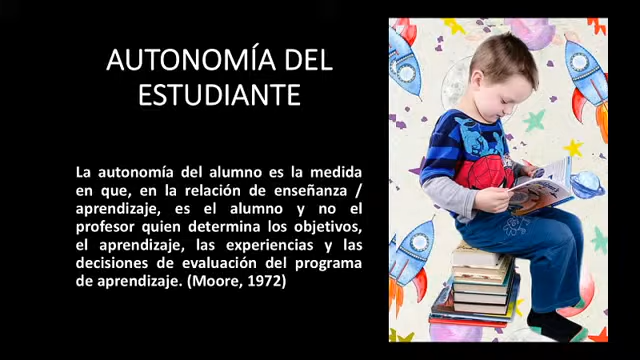 AUTONOMÍA DEL
ESTUDIANTE
La autonomía del alumno es la medida
en que, en la relación de enseñanza /
aprendizaje, es el alumno y no el
profesor quien determina los objetivos,
el aprendizaje, las experiencias y las
decisiones de evaluación del programa
de aprendizaje. (Moore, 1972)